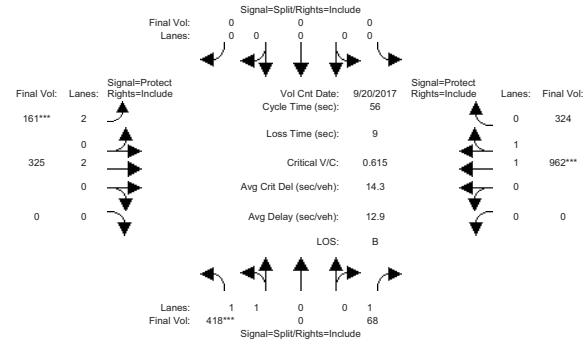 Signal=Split/Rights=Include
Final Vol: 0 0 0
Lanes: 0 0 0 0 0
Signal=Protect
Final Vol: Lanes: Rights=Include
Vol Cnt Date: 9/20/2017
Signal=Protect
Rights=Include Lanes: Final Vol:
Cycle Time (sec): 56
161*** 2
0 324
Loss Time (sec): 9
0
1
325 2
Critical V/C: 0.615
1 962***
0
Avg Crit Del (sec/veh): 14.3
0
0 0
Avg Delay (sec/veh): 12.9
0 0
LOS: B
Lanes: 1 1 0 0 1
Final Vol: 418*** 0 68
Signal=Split/Rights=Include